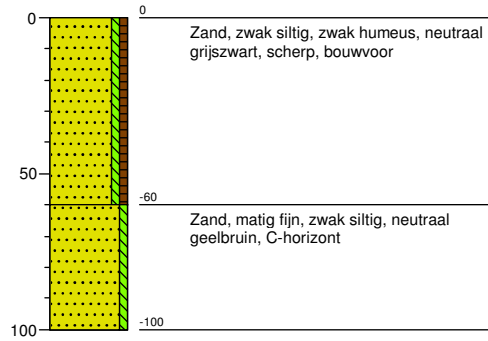 0
0
Zand, zwak siltig, zwak humeus, neutraal
grijszwart, scherp, bouwvoor
50
-60
Zand, matig fijn, zwak siltig, neutraal
geelbruin, C-horizont
100
-100